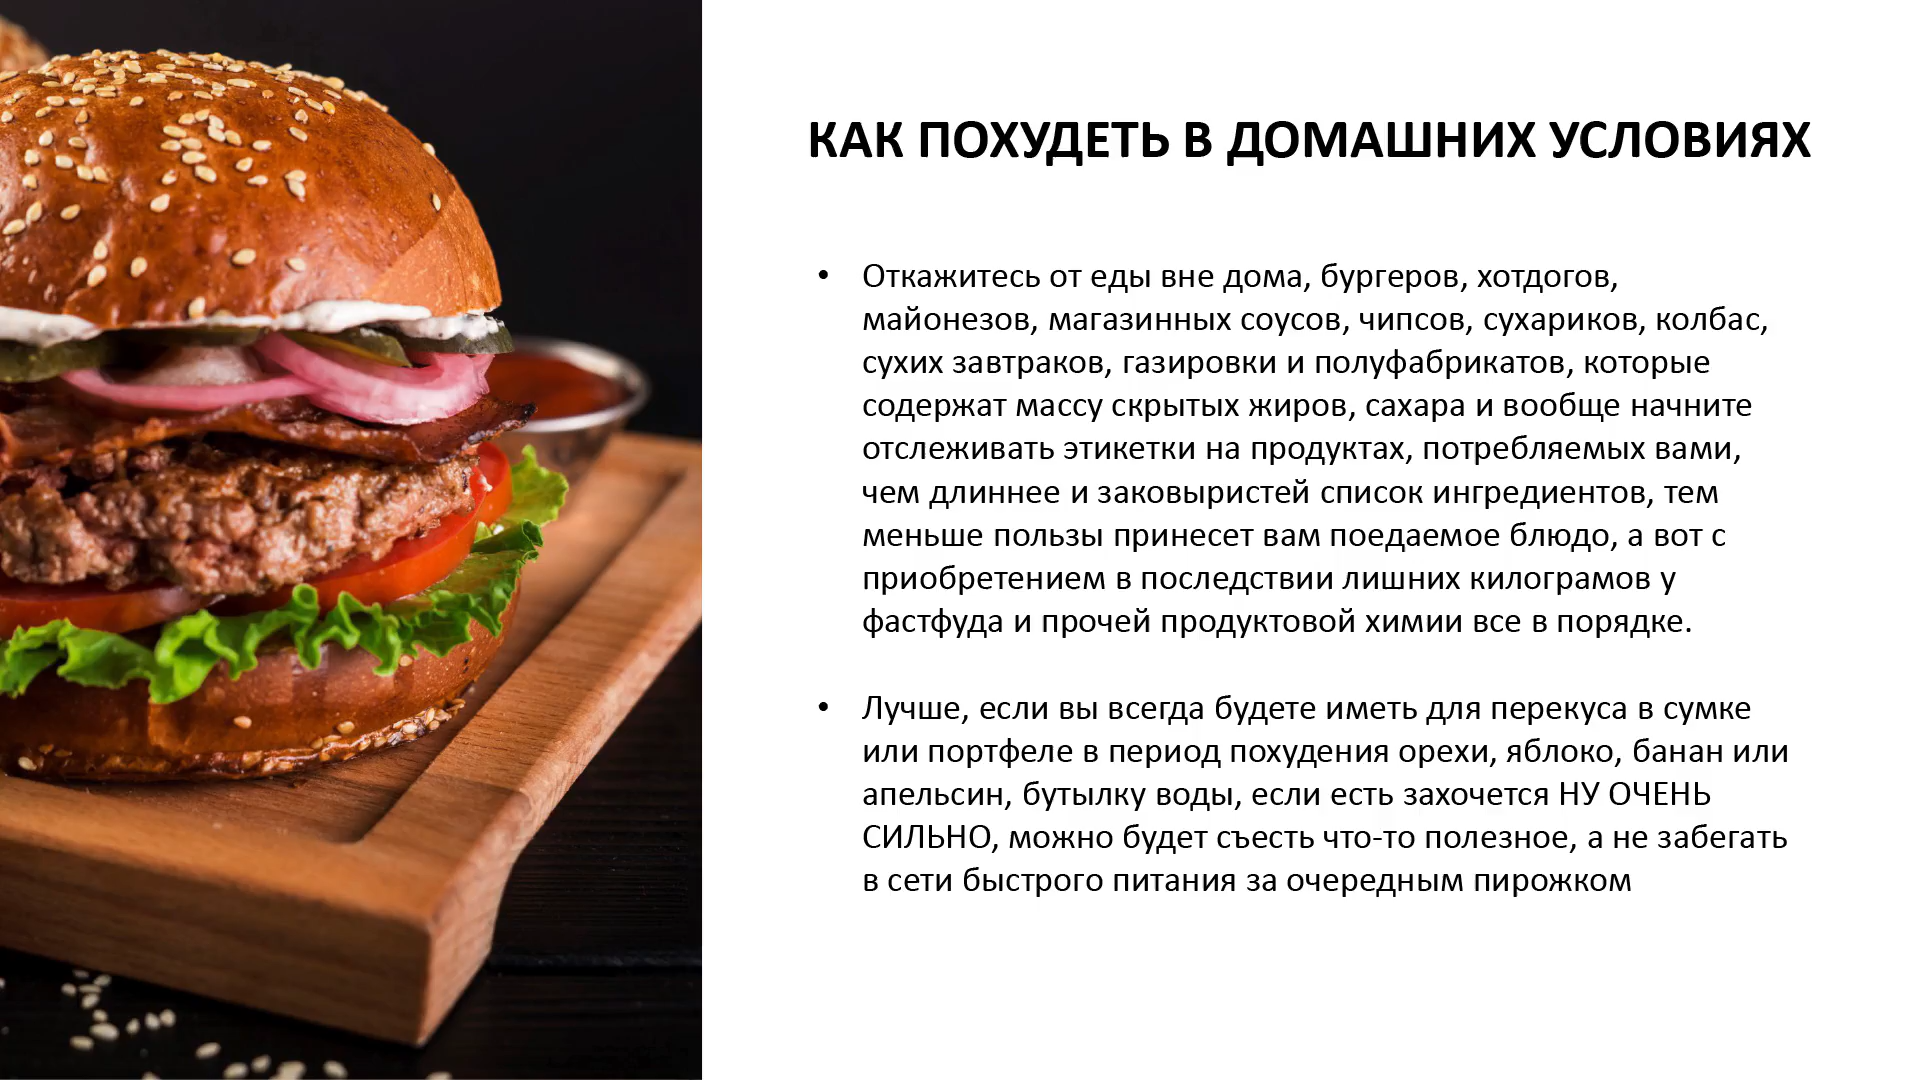 КАК ПОХУДЕТЬ В ДОМАШНИХ УСЛОВИЯХ
• Откажитесь от еды вне дома, бургеров, хотдогов,
майонезов, магазинных соусов, чипсов, сухариков, колбас,
сухих завтраков, газировки и полуфабрикатов, которые
содержат массу скрытых жиров, сахара и вообще начните
отслеживать этикетки на продуктах, потребляемых вами,
чем длиннее и заковыристей список ингредиентов, тем
меньше пользы принесет вам поедаемое блюдо, а вот с
приобретением в последствии лишних килограмов у
фастфуда и прочей продуктовой химии все в порядке.
• Лучше, если вы всегда будете иметь для перекуса в сумке
или портфеле в период похудения орехи, яблоко, банан или
апельсин, бутылку воды, если есть захочется НУ ОЧЕНЬ
СИЛЬНО, можно будет съесть что-то полезное, а не забегать
в сети быстрого питания за очередным пирожком